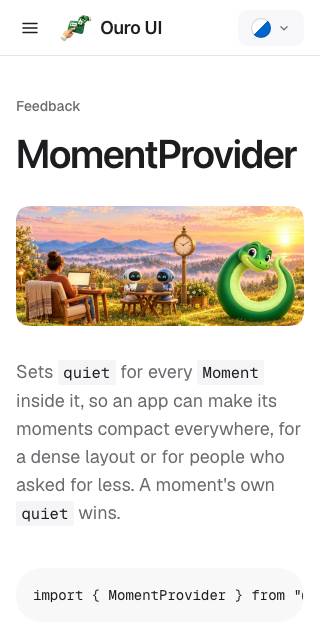 Ouro UI
Feedback
MomentProvider
Sets quiet for every Moment
inside it, so an app can make its
moments compact everywhere, for
a dense layout or for people who
asked for less. A moment's own
quiet wins.
import { MomentProvider } from "